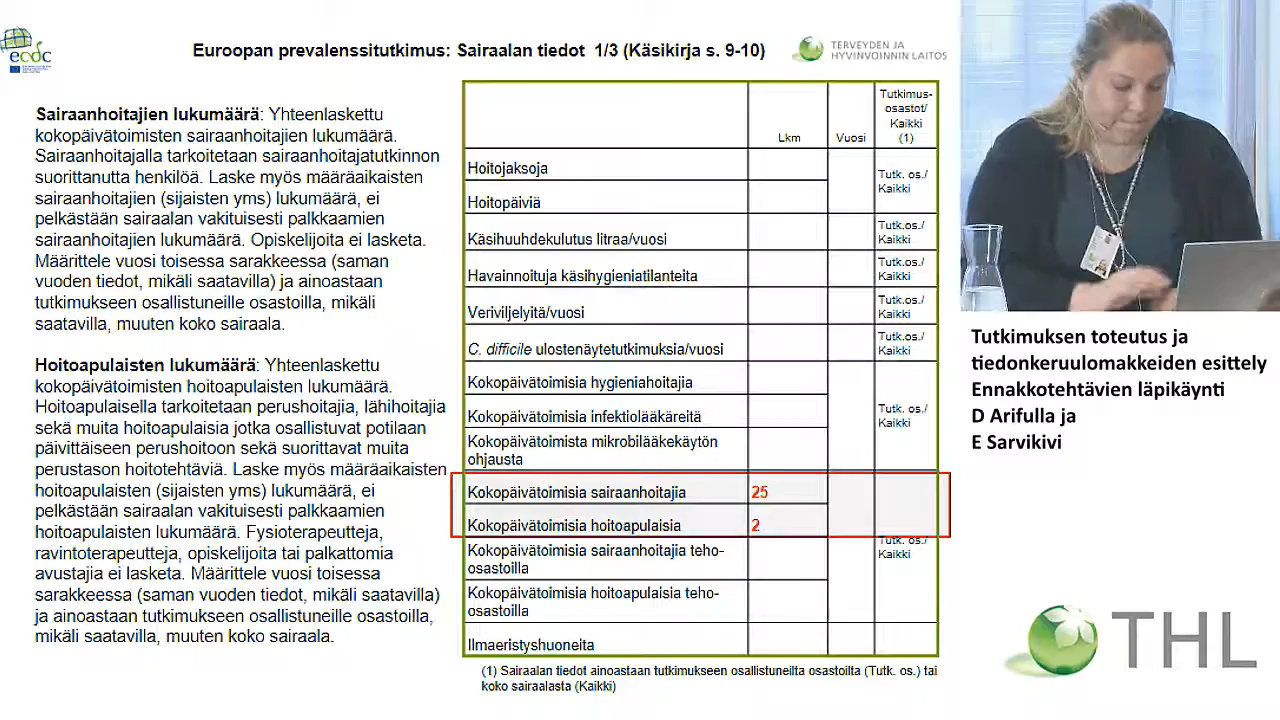 ecdc
Euroopan prevalenssitutkimus: Sairaalan tiedot 1/3 (Käsikirja s. 9-10)
TERVEYDEN JA
HYVINVOINNIN LAITOS
Sairaanhoitajien lukumäärä: Yhteenlaskettu
kokopäivätoimisten sairaanhoitajien lukumäärä.
Sairaanhoitajalla tarkoitetaan sairaanhoitajatutkinnon
suorittanutta henkilöä. Laske myös määräaikaisten
sairaanhoitajien (sijaisten yms) lukumäärä, ei
pelkästään sairaalan vakituisesti palkkaamien
sairaanhoitajien lukumäärä. Opiskelijoita ei lasketa.
Määrittele vuosi toisessa sarakkeessa (saman
vuoden tiedot, mikäli saatavilla) ja ainoastaan
tutkimukseen osallistuneille osastoilla, mikäli
saatavilla, muuten koko sairaala.
Hoitoapulaisten lukumäärä: Yhteenlaskettu
kokopäivätoimisten hoitoapulaisten lukumäärä.
Hoitoapulaisella tarkoitetaan perushoitajia, lähihoitajia
sekä muita hoitoapulaisia jotka osallistuvat potilaan
päivittäiseen perushoitoon sekä suorittavat muita
perustason hoitotehtäviä. Laske myös määräaikaisten
hoitoapulaisten (sijaisten yms) lukumäärä, ei
pelkästään sairaalan vakituisesti palkkaamien
hoitoapulaisten lukumäärä. Fysioterapeutteja,
ravintoterapeutteja, opiskelijoita tai palkattomia
avustajia ei lasketa. Määrittele vuosi toisessa
sarakkeessa (saman vuoden tiedot, mikäli saatavilla)
ja ainoastaan tutkimukseen osallistuneille osastoilla,
mikäli saatavilla, muuten koko sairaala.
Lkm Vuosi Tutkimus-
osastot/
Kaikki
(1)
Hoitojaksoja Tutk. os./
Kaikki
Hoitopäiviä
Käsihuuhdekulutus litraa/vuosi Tutk.os./
Kaikki
Havainnoituja käsihygieniatilanteita Tutk.os./
Kaikki
Veriviljelyitä/vuosi Tutk.os./
Kaikki
C. difficile ulostenäytetutkimuksia/vuosi Tutk.os./
Kaikki
Kokopäivätoimisia hygieniahoitajia
Kokopäivätoimisia infektiolääkäreitä Tutk. os./
Kaikki
Kokopäivätoimista mikrobilääkekäytön
ohjausta
Kokopäivätoimisia sairaanhoitajia 25
Kokopäivätoimisia hoitoapulaisia 2
Kokopäivätoimisia sairaanhoitajia teho-
osastoilla Tutk. os./
Kaikki
Kokopäivätoimisia hoitoapulaisia teho-
osastoilla
Ilmaeristyshuoneita
(1) Sairaalan tiedot ainoastaan tutkimukseen osallistuneilta osastoilta (Tutk. os.) tai
koko sairaalasta (Kaikki)
Tutkimuksen toteutus ja
tiedonkeruulomakkeiden esittely
Ennakkotehtävien läpikäynti
D Arifulla ja
E Sarvikivi
THL